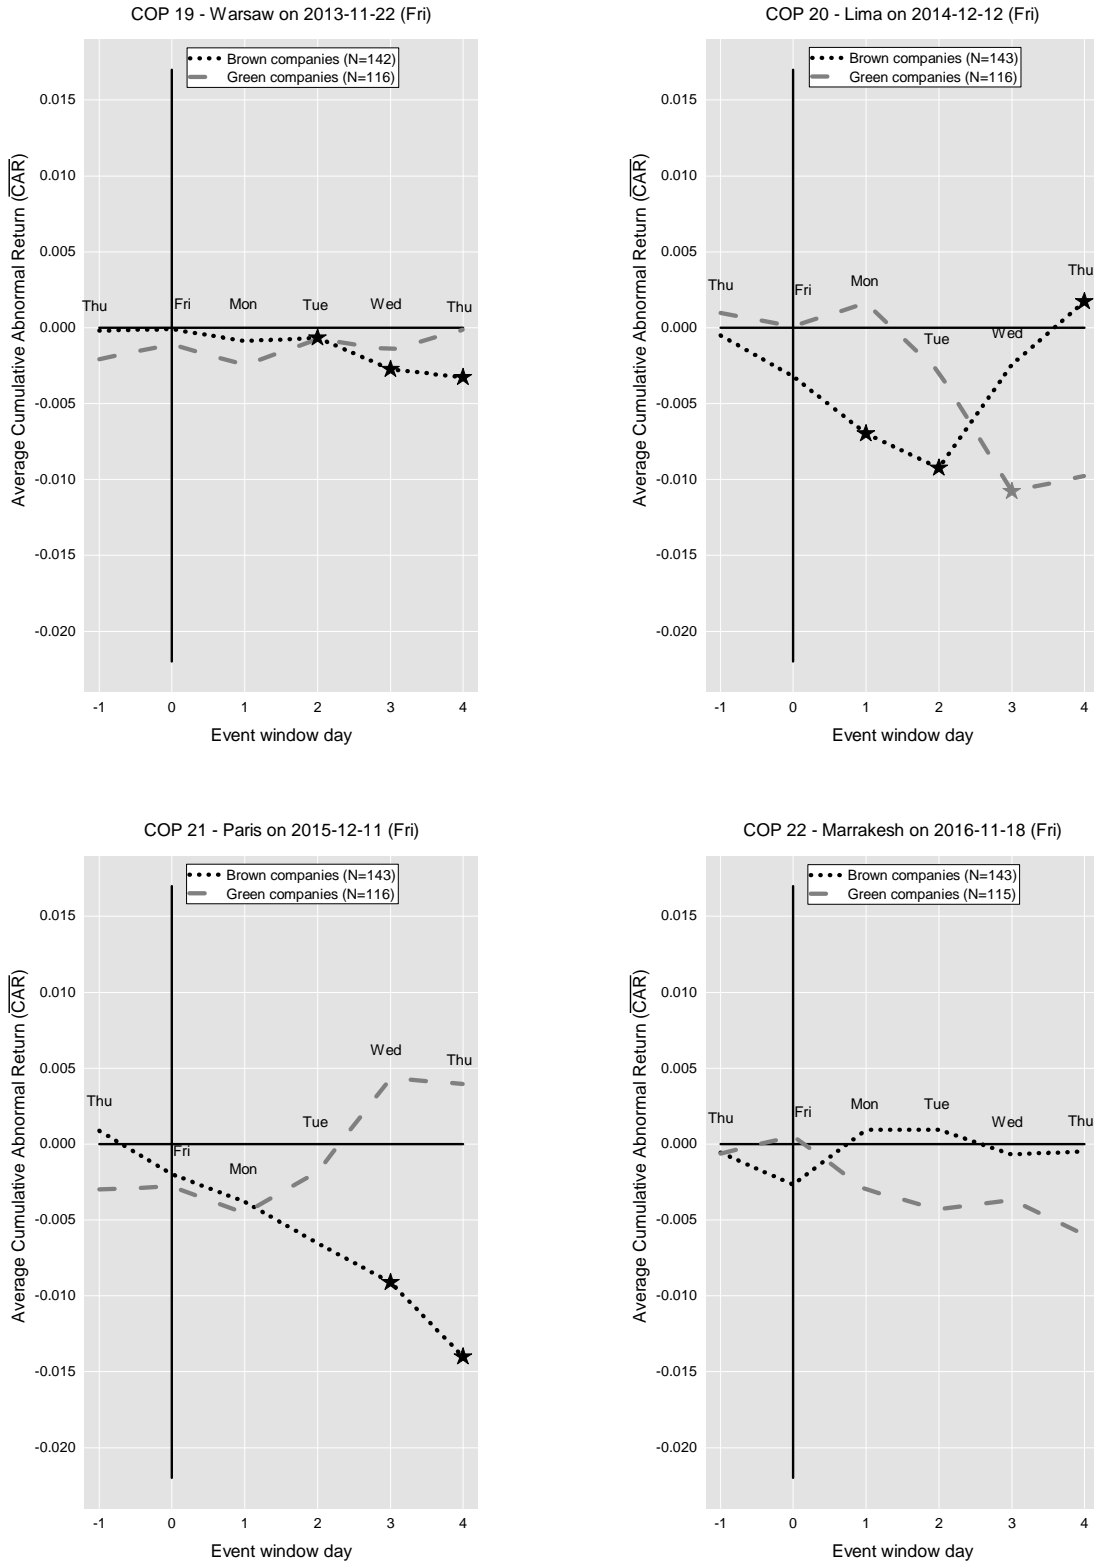 COP 19 - Warsaw on 2013-11-22 (Fri)
Brown companies (N=142)
Green companies (N=116)
Average Cumulative Abnormal Return (CAR)
0.015
0.010
0.005
0.000
-0.005
-0.010
-0.015
-0.020
Thu
Fri
Mon
Tue
Wed
Thu
-1 0 1 2 3 4
Event window day
COP 20 - Lima on 2014-12-12 (Fri)
Brown companies (N=143)
Green companies (N=116)
Average Cumulative Abnormal Return (CAR)
0.015
0.010
0.005
0.000
-0.005
-0.010
-0.015
-0.020
Thu
Fri
Mon
Tue
Wed
Thu
-1 0 1 2 3 4
Event window day
COP 21 - Paris on 2015-12-11 (Fri)
Brown companies (N=143)
Green companies (N=116)
Average Cumulative Abnormal Return (CAR)
0.015
0.010
0.005
0.000
-0.005
-0.010
-0.015
-0.020
Thu
Fri
Mon
Tue
Wed
Thu
-1 0 1 2 3 4
Event window day
COP 22 - Marrakesh on 2016-11-18 (Fri)
Brown companies (N=143)
Green companies (N=115)
Average Cumulative Abnormal Return (CAR)
0.015
0.010
0.005
0.000
-0.005
-0.010
-0.015
-0.020
Thu
Fri
Mon
Tue
Wed
Thu
-1 0 1 2 3 4
Event window day